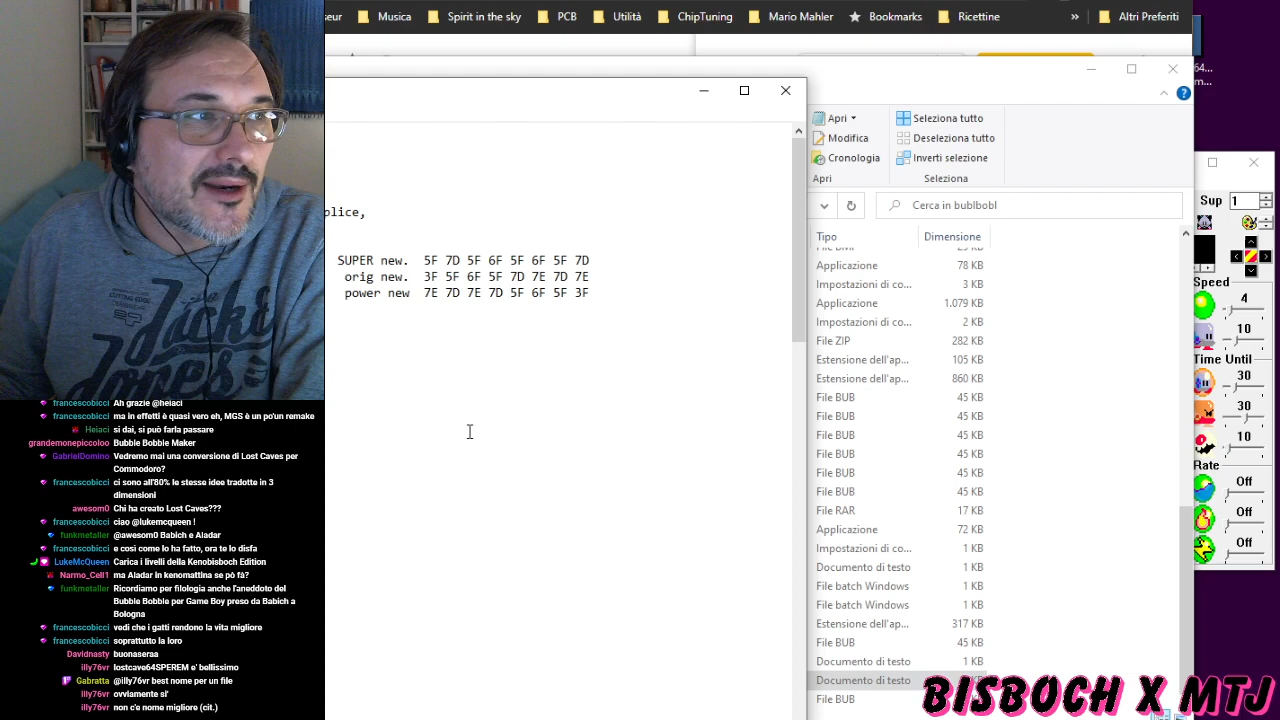 eur
Musica
Utilità
ChipTuning
Bookmarks
Ricetting
»
Altri Preferiti
64...
Apri
Seleziona tutto
Modifica
Deseleziona tutto
Cronologia
Inverti selezione
Apri
Selezione
Cerca in bublbobl
Tipo
Dimensione
plice,
SUPER new. 5F 7D 5F 6F 5F 6F 5F 7D
orig new. 3F 5F 6F 5F 7D 7E 7D 7E
power new 7E 7D 7E 7D 5F 6F 5F 3F
Applicazione 78 KB
Impostazioni di co... 3 KB
Applicazione 1.079 KB
Impostazioni di co... 2 KB
File ZIP 282 KB
Estensione dell'ap... 105 KB
Estensione dell'ap... 860 KB
File BUB 45 KB
File BUB 45 KB
File BUB 45 KB
File BUB 45 KB
File BUB 45 KB
File BUB 45 KB
File RAR 17 KB
Applicazione 72 KB
Impostazioni di co... 1 KB
Documento di testo 1 KB
File batch Windows 1 KB
File batch Windows 1 KB
Estensione dell'ap... 317 KB
File BUB 45 KB
Documento di testo 1 KB
Documento di testo
File BUB
Sup 1
4
10
Time Until
30
30
10
Rate
Off
Off
Off
francescobicci Ah grazie @heiaci
francescobicci ma in effetti è quasi vero eh, MGS è un po'un remake
Heiaci si dai, si può farla passare
grandemonepiccoloo Bubble Bobble Maker
GabrielDomino Vedremo mai una conversione di Lost Caves per
Commodoro?
francescobicci ci sono all'80% le stesse idee tradotte in 3
dimensioni
awesom0 Chi ha creato Lost Caves???
francescobicci ciao @lukemcqueen !
funkmetaller @awesom0 Babich e Aladar
francescobicci e così come lo ha fatto, ora te lo disfa
LukeMcQueen Carica i livelli della Kenobisboch Edition
Narmo_Cell1 ma Aladar in kenomattina se pò fà?
funkmetaller Ricordiamo per filologia anche l'aneddoto del
Bubble Bobble per Game Boy preso da Babich a
Bologna
francescobicci vedi che i gatti rendono la vita migliore
francescobicci soprattutto la loro
Davidnasty buonaseraa
illy76vr lostcave64SPEREM e' bellissimo
Gabratta @illy76vr best nome per un file
illy76vr ovviamente si'
illy76vr non c'e nome migliore (cit.)
BISBOCH X MTJ